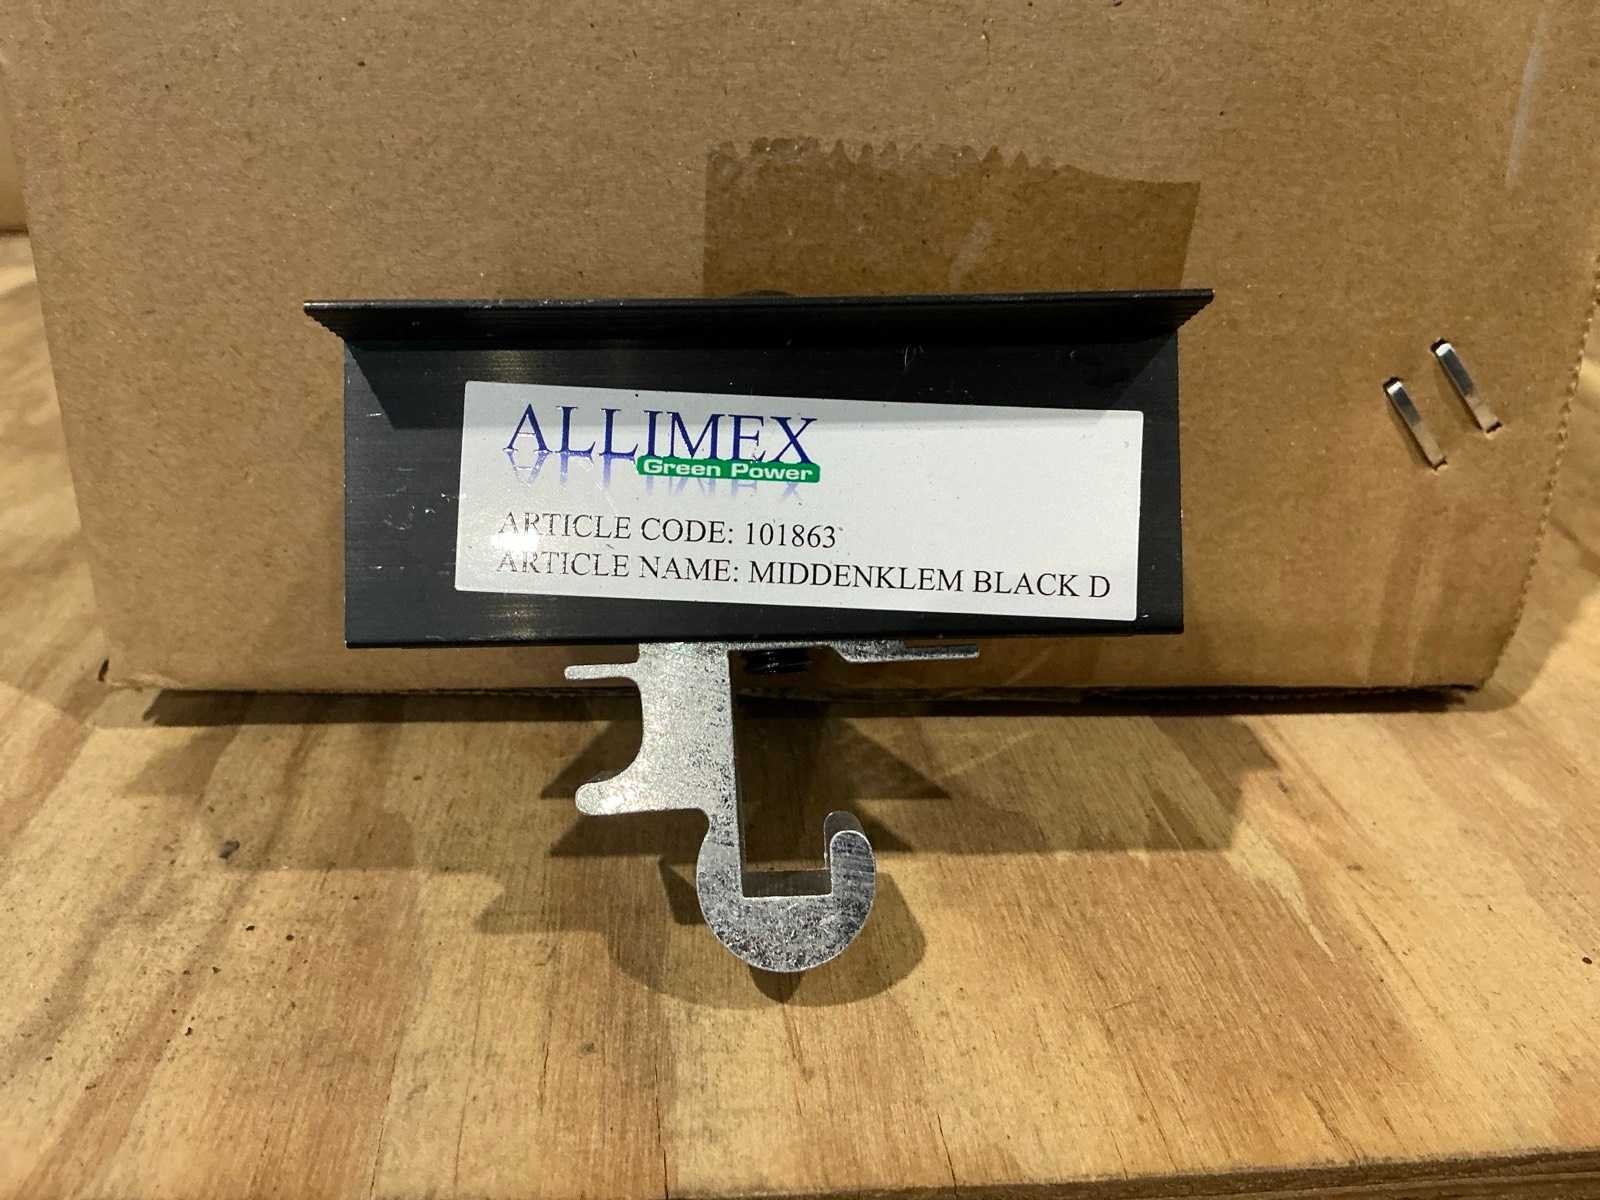 ALLIMEX
Green Power
ARTICLE CODE: 101863
ARTICLE NAME: MIDDENKLEM BLACK D